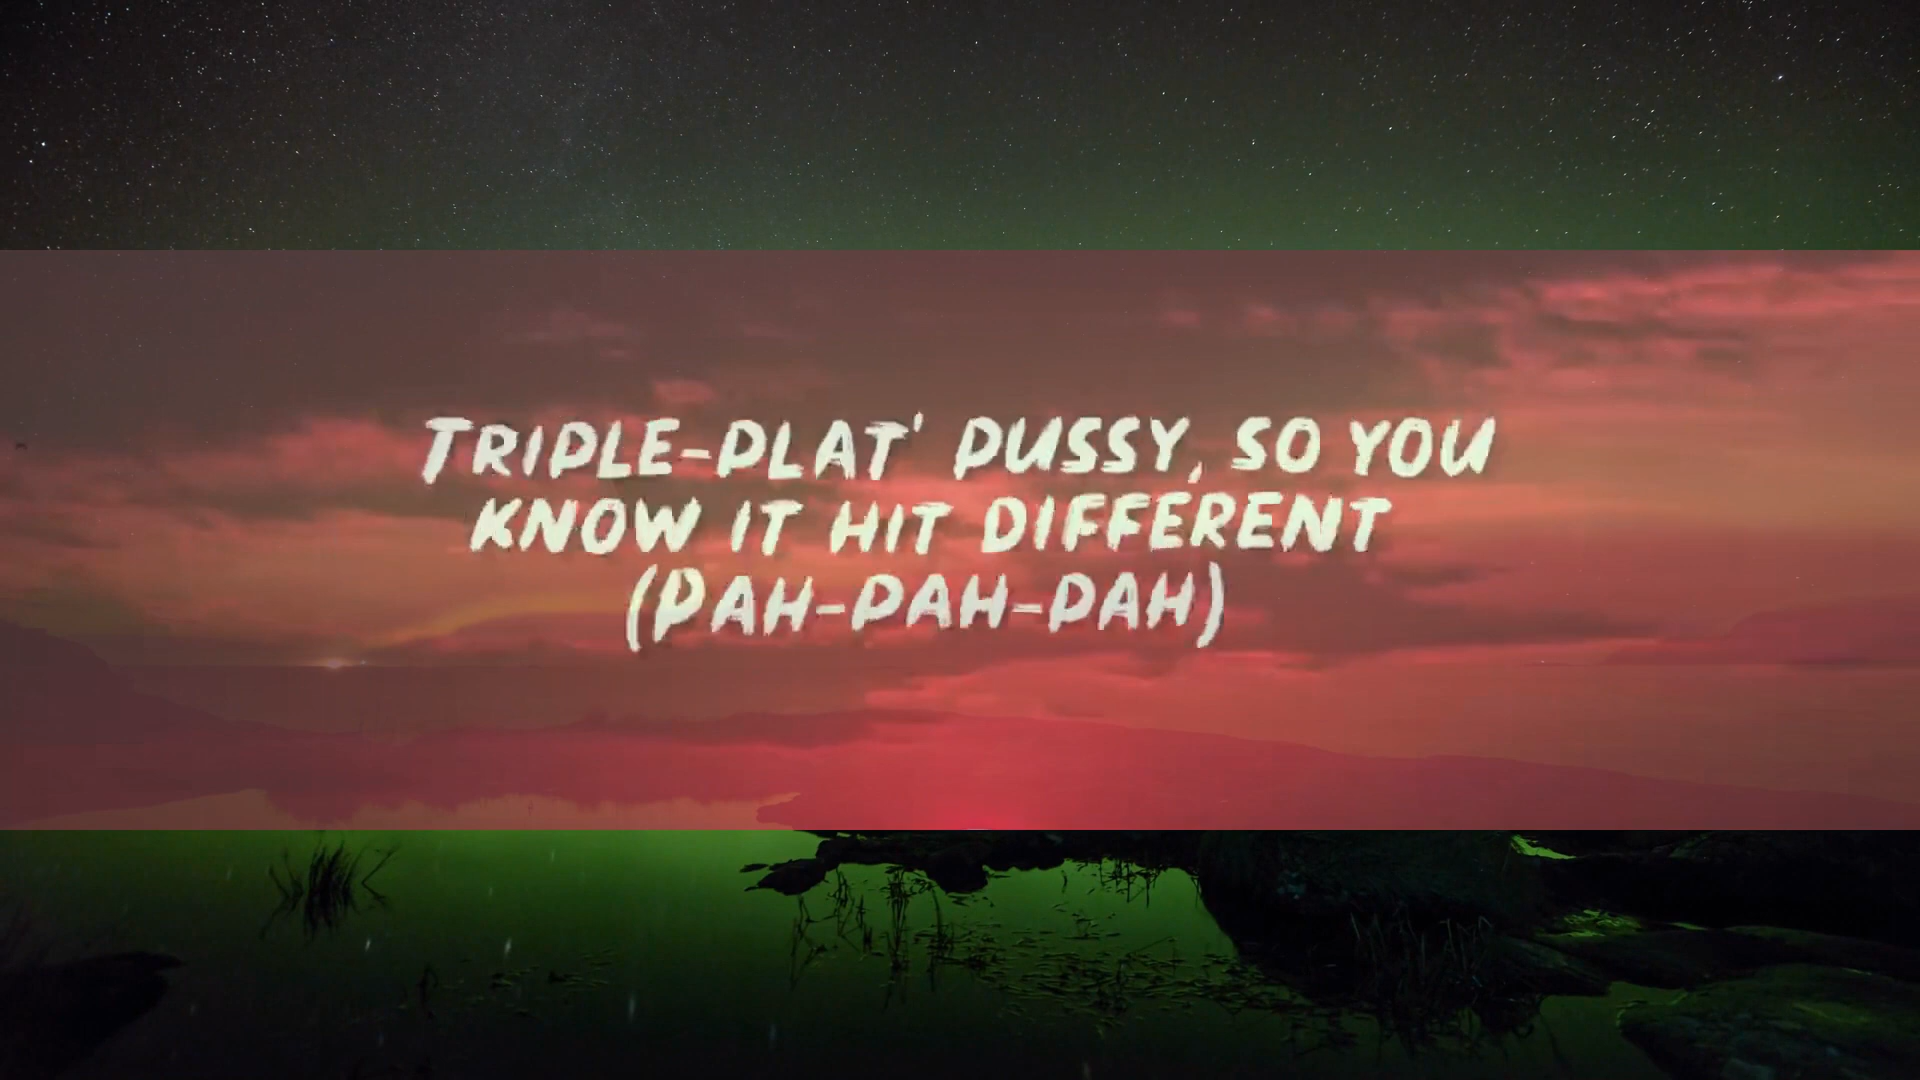 TRIPLE-PLAT' PUSSY, SO YOU
KNOW IT HIT DIFFERENT
(PAH-PAH-PAH)